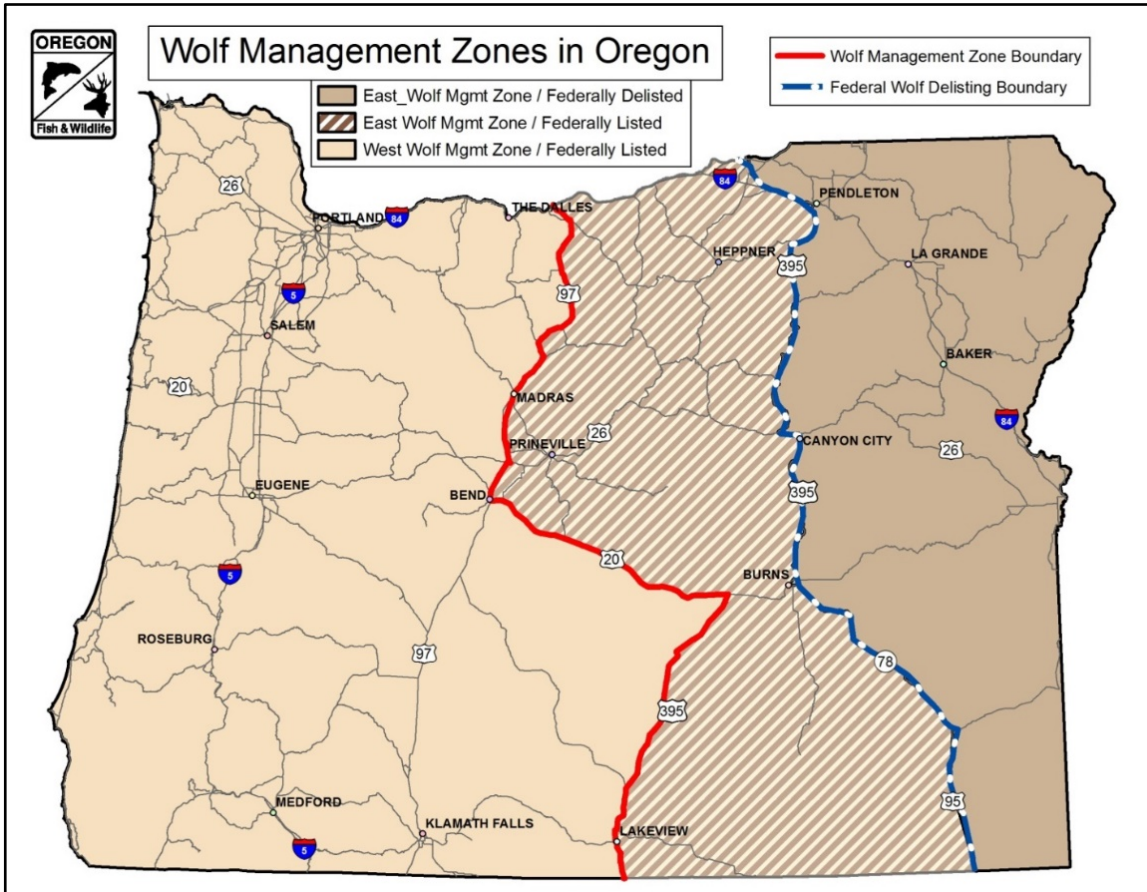 OREGON
Fish & Wildlife
Wolf Management Zones in Oregon
Wolf Management Zone Boundary
Federal Wolf Delisting Boundary
East_Wolf Mgmt Zone / Federally Delisted
East Wolf Mgmt Zone / Federally Listed
West Wolf Mgmt Zone / Federally Listed
26
84
PENDLETON
THE DALLES
PORTLAND
84
HEPPNER
LA GRANDE
395
5
97
SALEM
BAKER
20
MADRAS
84
26
CANYON CITY
PRINEVILLE
26
EUGENE
BEND
395
20
5
BURNS
ROSEBURG
97
78
395
95
MEDFORD
KLAMATH FALLS
LAKEVIEW
5